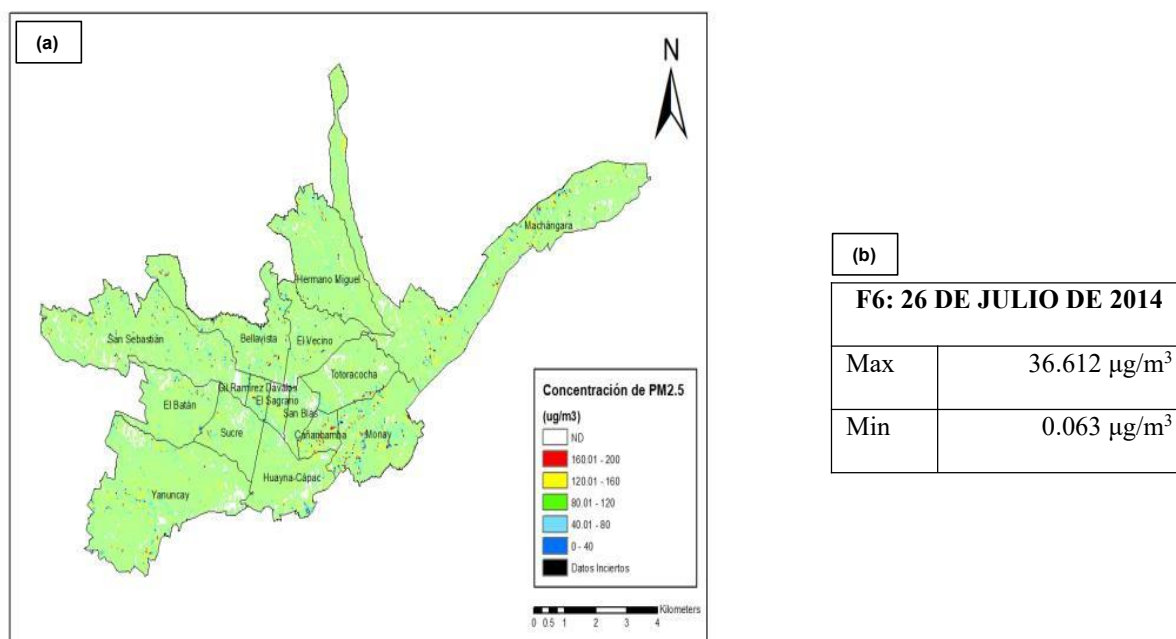 (a)
N
Machángara
Hermano Miguel
San Sebastián
Bellavista
El Vecino
Totoracocha
Gil Ramírez Dávalos
El Sagrario
El Batán
San Blas
Sucre
Cañaribamba
Monay
Huayna-Cápac
Yanuncay
Concentración de PM2.5
(ug/m3)
ND
160.01 - 200
120.01 - 160
80.01 - 120
40.01 - 80
0 - 40
Datos Inciertos
Kilometers
0 0.5 1 2 3 4
(b)
F6: 26 DE JULIO DE 2014
Max 36.612 µg/m³
Min 0.063 µg/m³